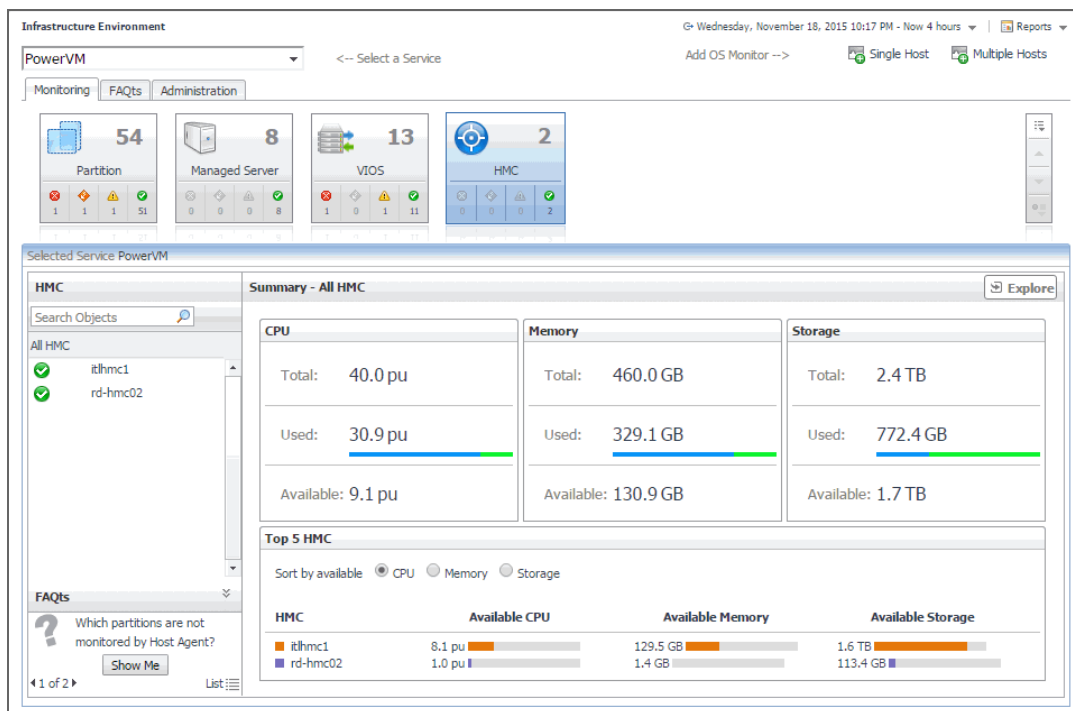 Infrastructure Environment
Wednesday, November 18, 2015 10:17 PM - Now 4 hours
Reports
PowerVM
<-- Select a Service
Add OS Monitor -->
Single Host
Multiple Hosts
Monitoring
FAQts
Administration
54
Partition
1 1 1 51
8
Managed Server
0 0 0 8
13
VIOS
1 0 1 11
2
HMC
0 0 0 2
Selected Service PowerVM
HMC
Search Objects
All HMC
itlhmc1
rd-hmc02
FAQts
Which partitions are not
monitored by Host Agent?
Show Me
1 of 2
List
Summary - All HMC
Explore
CPU
Total: 40.0 pu
Used: 30.9 pu
Available: 9.1 pu
Memory
Total: 460.0 GB
Used: 329.1 GB
Available: 130.9 GB
Storage
Total: 2.4 TB
Used: 772.4 GB
Available: 1.7 TB
Top 5 HMC
Sort by available CPU Memory Storage
HMC Available CPU Available Memory Available Storage
itlhmc1 8.1 pu 129.5 GB 1.6 TB
rd-hmc02 1.0 pu 1.4 GB 113.4 GB